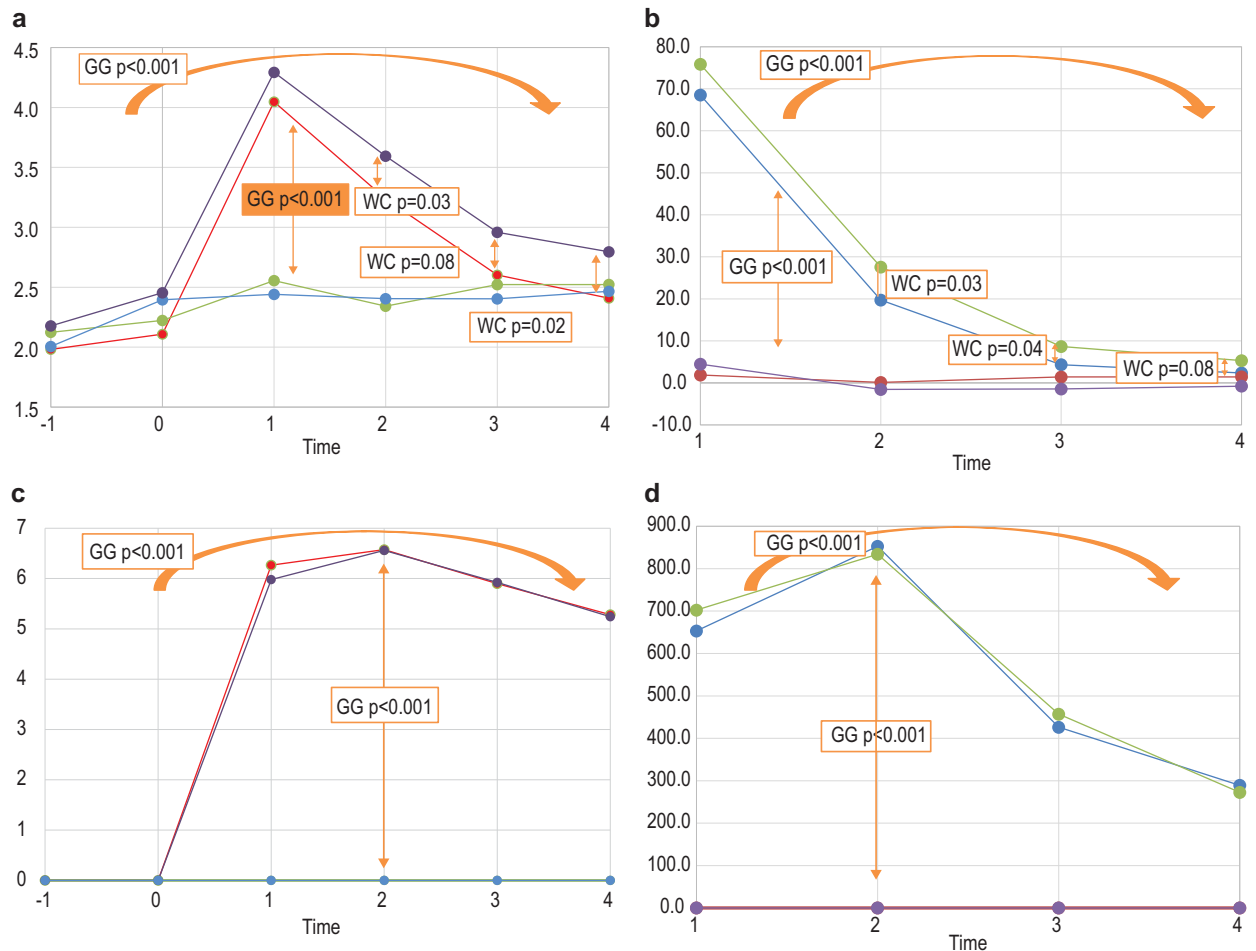 a
4.5
4.0
3.5
3.0
2.5
2.0
1.5
GG p<0.001
GG p<0.001
WC p=0.03
WC p=0.08
WC p=0.02
-1
0
1
2
3
4
Time
b
80.0
70.0
60.0
50.0
40.0
30.0
20.0
10.0
0.0
-10.0
GG p<0.001
GG p<0.001
WC p=0.03
WC p=0.04
WC p=0.08
1
2
3
4
Time
c
7
6
5
4
3
2
1
0
GG p<0.001
GG p<0.001
-1
0
1
2
3
4
Time
d
900.0
800.0
700.0
600.0
500.0
400.0
300.0
200.0
100.0
0.0
GG p<0.001
GG p<0.001
1
2
3
4
Time